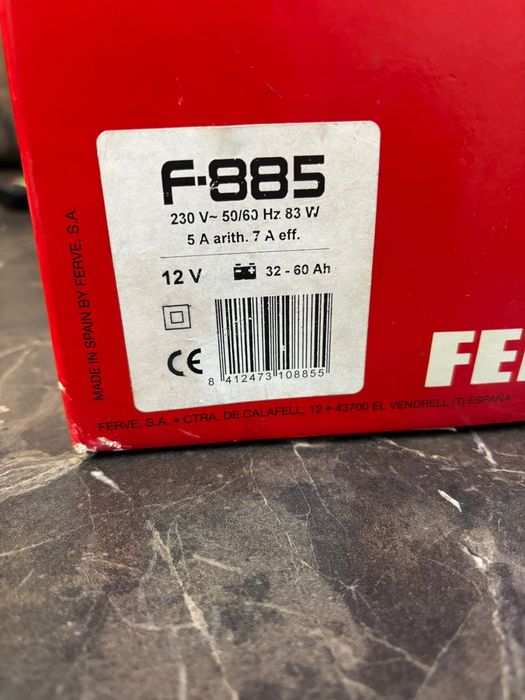 F-885
230 V~ 50/60 Hz 83 W
5 A arith. 7 A eff.
12 V 32 - 60 Ah
CE
8 412473 108855
MADE IN SPAIN BY FERVE, S.A.
FE
FERVE, S.A. • CTRA. DE CALAFELL, 12 • 43700 EL VENDRELL (T) ESPAÑA